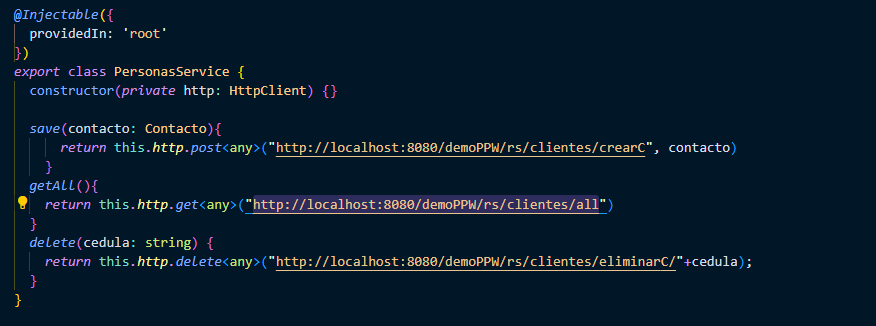 @Injectable({
  providedIn: 'root'
})
export class PersonasService {
  constructor(private http: HttpClient) {}

  save(contacto: Contacto){
      return this.http.post<any>("http://localhost:8080/demoPPW/rs/clientes/crearC", contacto)
    }
  getAll(){
    return this.http.get<any>("http://localhost:8080/demoPPW/rs/clientes/all")
  }
  delete(cedula: string) {
    return this.http.delete<any>("http://localhost:8080/demoPPW/rs/clientes/eliminarC/"+cedula);
  }
}